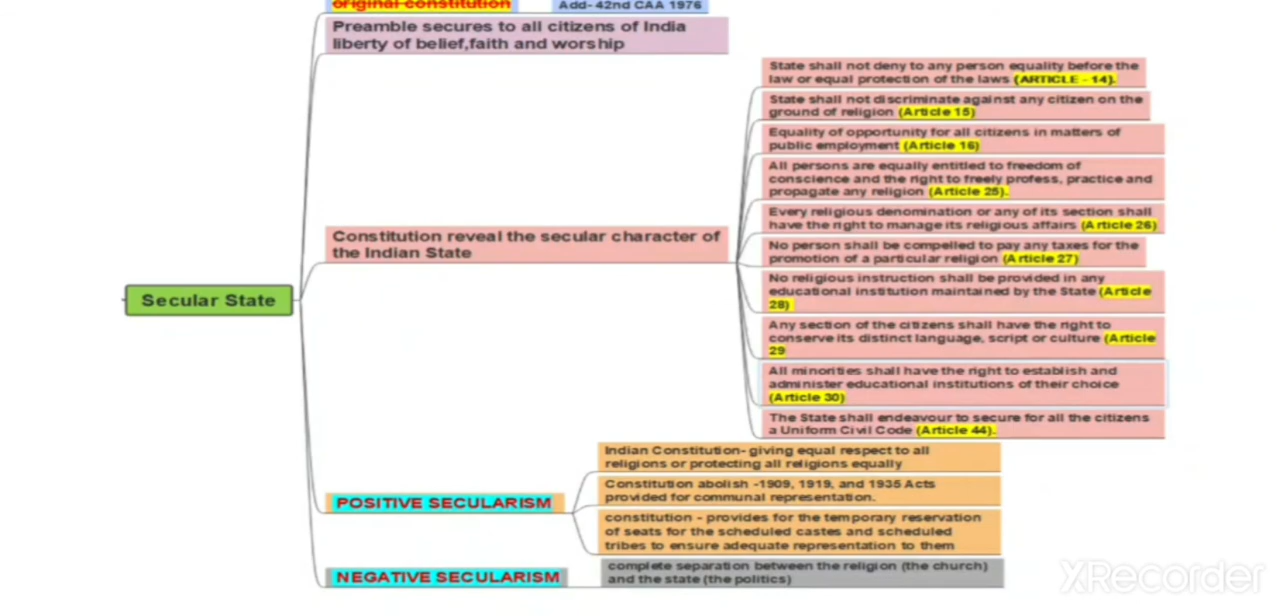 original constitution
Add- 42nd CAA 1976
Preamble secures to all citizens of India
liberty of belief,faith and worship
State shall not deny to any person equality before the
law or equal protection of the laws (ARTICLE - 14).
State shall not discriminate against any citizen on the
ground of religion (Article 15)
Equality of opportunity for all citizens in matters of
public employment (Article 16)
All persons are equally entitled to freedom of
conscience and the right to freely profess, practice and
propagate any religion (Article 25).
Every religious denomination or any of its section shall
have the right to manage its religious affairs (Article 26)
Constitution reveal the secular character of
the Indian State
No person shall be compelled to pay any taxes for the
promotion of a particular religion (Article 27)
No religious instruction shall be provided in any
educational institution maintained by the State (Article
28)
Secular State
Any section of the citizens shall have the right to
conserve its distinct language, script or culture (Article
29
All minorities shall have the right to establish and
administer educational institutions of their choice
(Article 30)
The State shall endeavour to secure for all the citizens
a Uniform Civil Code (Article 44).
Indian Constitution- giving equal respect to all
religions or protecting all religions equally
POSITIVE SECULARISM
Constitution abolish -1909, 1919, and 1935 Acts
provided for communal representation.
constitution - provides for the temporary reservation
of seats for the scheduled castes and scheduled
tribes to ensure adequate representation to them
NEGATIVE SECULARISM
complete separation between the religion (the church)
and the state (the politics)
XRecorder